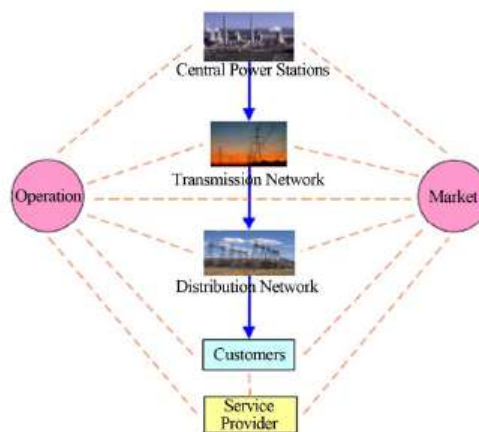 Central Power Stations
Transmission Network
Operation
Market
Distribution Network
Customers
Service
Provider